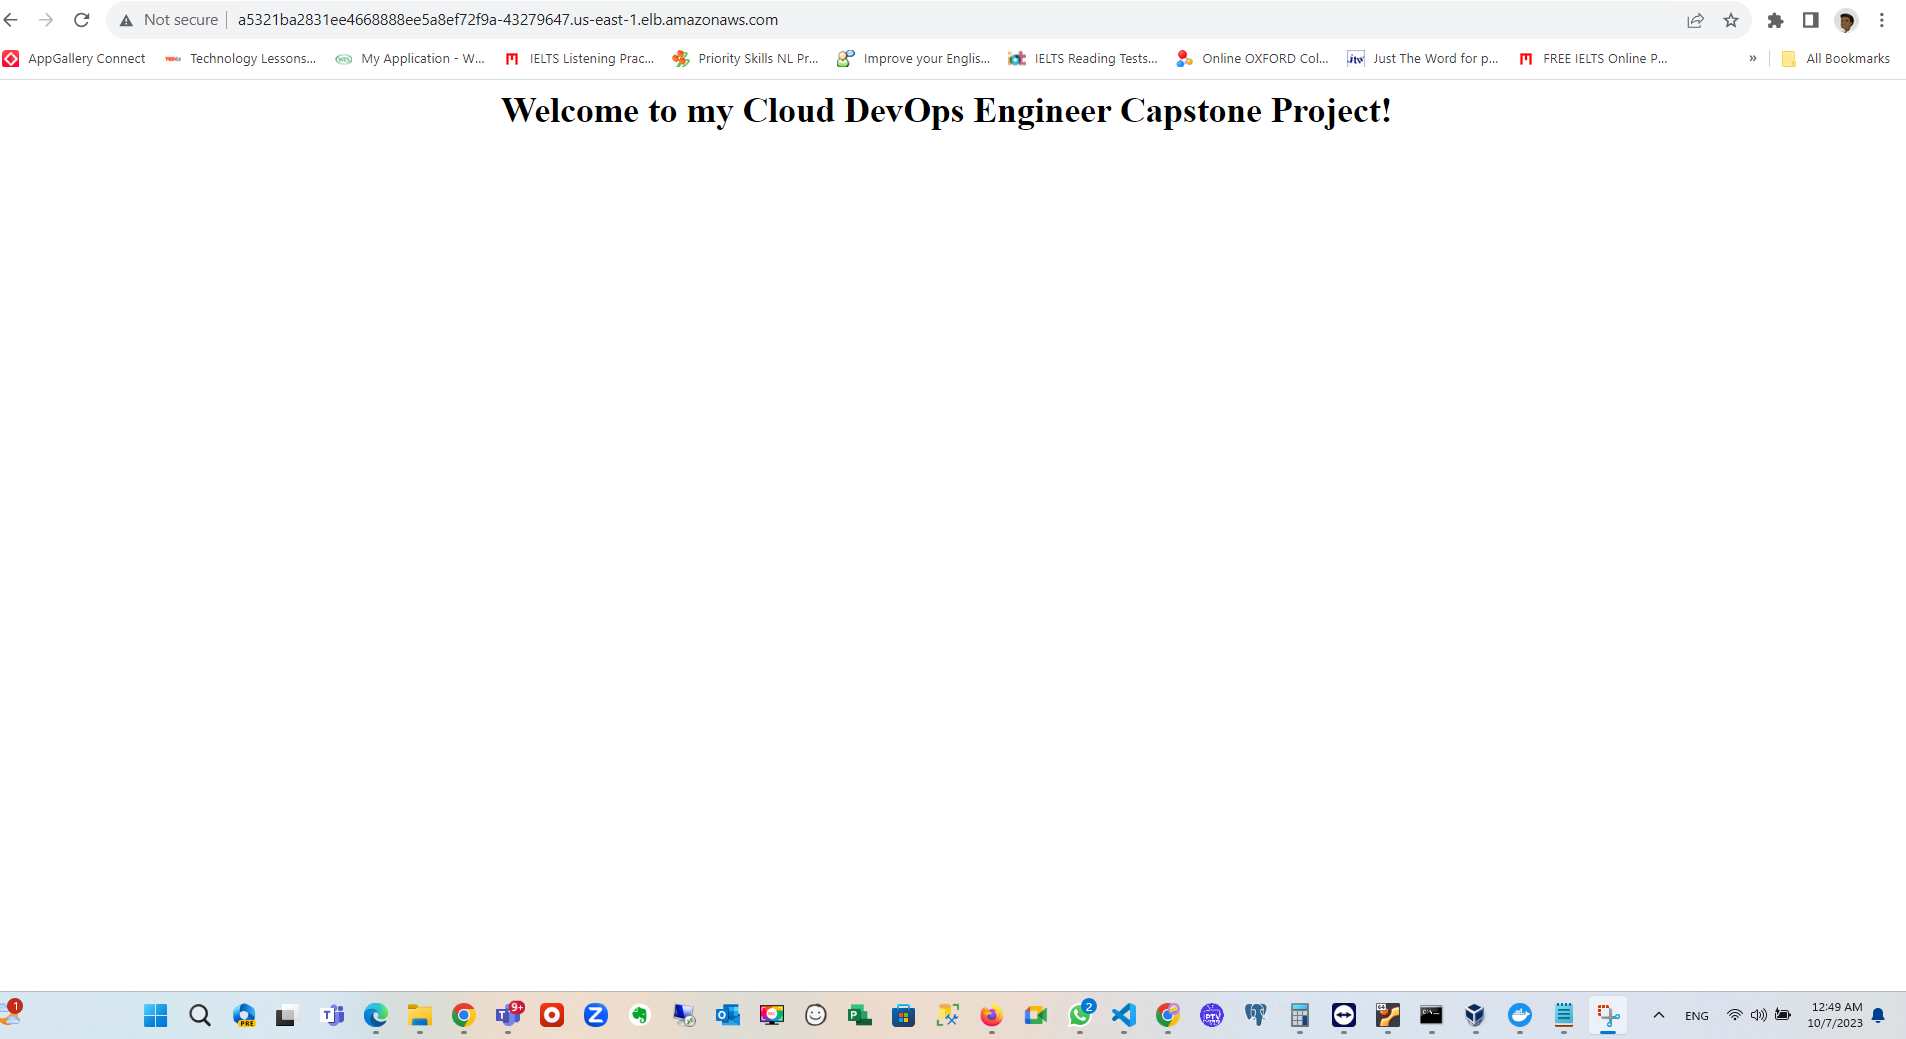 Not secure a5321ba2831ee4668888ee5a8ef72f9a-43279647.us-east-1.elb.amazonaws.com
AppGallery Connect Technology Lessons... My Application - W... IELTS Listening Prac... Priority Skills NL Pr... Improve your Englis... IELTS Reading Tests... Online OXFORD Col... Just The Word for p... FREE IELTS Online P... » All Bookmarks
Welcome to my Cloud DevOps Engineer Capstone Project!
1 PRE 9+ 2 ENG 12:49 AM
10/7/2023